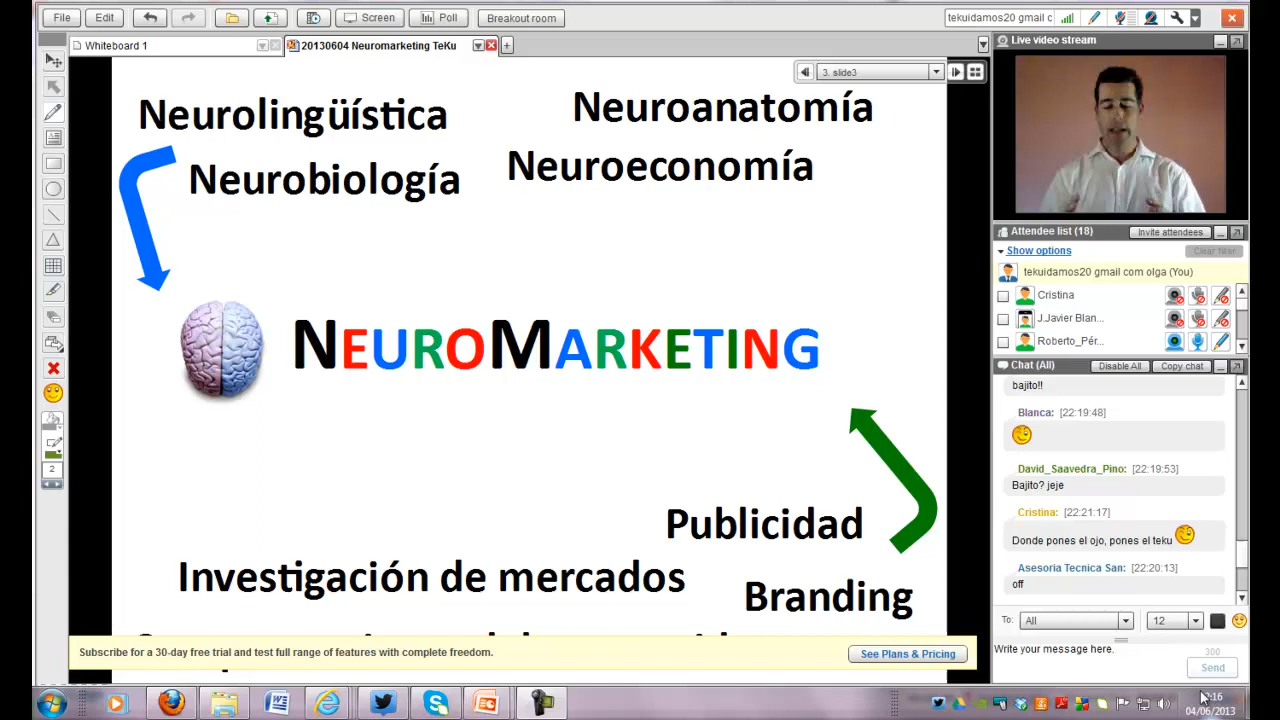 File Edit Screen Poll Breakout room
tekuidamos20 gmail c
Whiteboard 1
20130604 Neuromarketing TeKu
3. slide3
Neurolingüística
Neuroanatomía
Neurobiología
Neuroeconomía
NEUROMARKETING
Publicidad
Investigación de mercados
Branding
Subscribe for a 30-day free trial and test full range of features with complete freedom.
See Plans & Pricing
2
Live video stream
Attendee list (18)
Invite attendees
Show options
Clear filter
tekuidamos20 gmail com olga (You)
Cristina
J.Javier Blan...
Roberto_Pér...
Chat (All)
Disable All
Copy chat
bajito!!
Blanca: [22:19:48]
David_Saavedra_Pino: [22:19:53]
Bajito? jeje
Cristina: [22:21:17]
Donde pones el ojo, pones el teku
Asesoria Tecnica San: [22:20:13]
off
To: All 12
Write your message here.
300
Send
04/06/2013